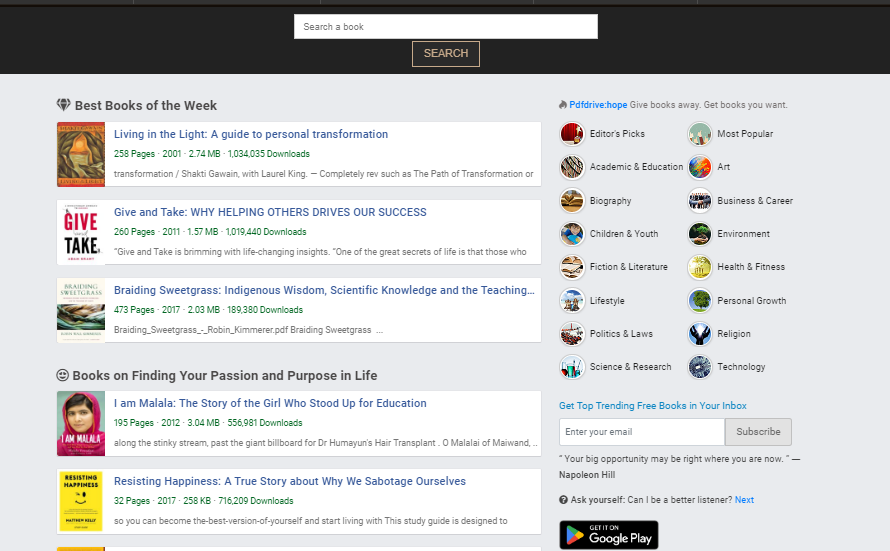 Search a book
SEARCH
Best Books of the Week
Living in the Light: A guide to personal transformation
258 Pages · 2001 · 2.74 MB · 1,034,035 Downloads
transformation / Shakti Gawain, with Laurel King. — Completely rev such as The Path of Transformation or
GIVE
and
TAKE
Give and Take: WHY HELPING OTHERS DRIVES OUR SUCCESS
260 Pages · 2011 · 1.57 MB · 1,019,440 Downloads
“Give and Take is brimming with life-changing insights. “One of the great secrets of life is that those who
BRAIDING
SWEETGRASS
Braiding Sweetgrass: Indigenous Wisdom, Scientific Knowledge and the Teaching...
473 Pages · 2017 · 2.03 MB · 189,380 Downloads
Braiding_Sweetgrass_-_Robin_Kimmerer.pdf Braiding Sweetgrass ...
Books on Finding Your Passion and Purpose in Life
I AM MALALA
I am Malala: The Story of the Girl Who Stood Up for Education
195 Pages · 2012 · 3.04 MB · 556,981 Downloads
along the stinky stream, past the giant billboard for Dr Humayun's Hair Transplant . O Malalai of Maiwand, ..
RESISTING
HAPPINESS
MATTHEW KELLY
Resisting Happiness: A True Story about Why We Sabotage Ourselves
32 Pages · 2017 · 258 KB · 716,209 Downloads
so you can become the-best-version-of-yourself and start living with This study guide is designed to
Pdfdrive:hope Give books away. Get books you want.
Editor's Picks
Most Popular
Academic & Education
Art
Biography
Business & Career
Children & Youth
Environment
Fiction & Literature
Health & Fitness
Lifestyle
Personal Growth
Politics & Laws
Religion
Science & Research
Technology
Get Top Trending Free Books in Your Inbox
Enter your email
Subscribe
“ Your big opportunity may be right where you are now. ” —
Napoleon Hill
Ask yourself: Can I be a better listener? Next
GET IT ON
Google Play